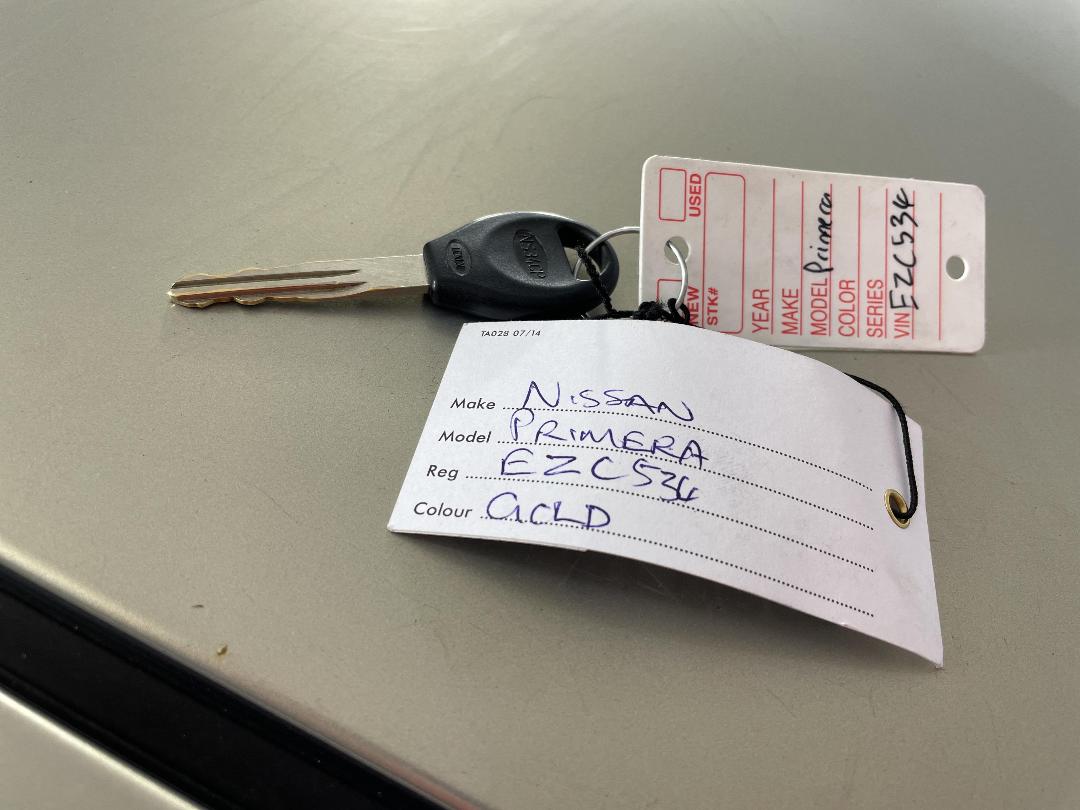 TA028 07/14
Make NISSAN
Model PRIMERA
Reg EZC534
Colour GOLD
USED
NEW
STK#
YEAR
MAKE
MODEL Primera
COLOR
SERIES
VIN EZC534